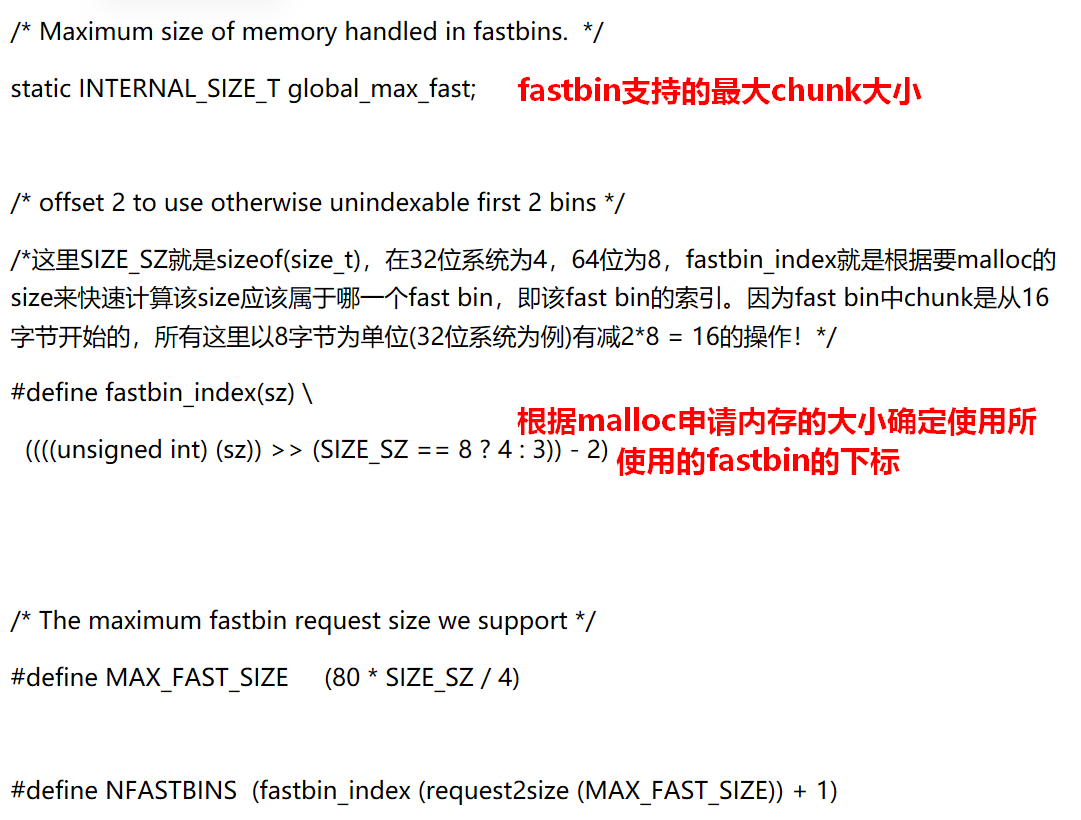 /* Maximum size of memory handled in fastbins.  */
static INTERNAL_SIZE_T global_max_fast;
fastbin支持的最大chunk大小
/* offset 2 to use otherwise unindexable first 2 bins */
/*这里SIZE_SZ就是sizeof(size_t)，在32位系统为4，64位为8，fastbin_index就是根据要malloc的
size来快速计算该size应该属于哪一个fast bin，即该fast bin的索引。因为fast bin中chunk是从16
字节开始的，所有这里以8字节为单位(32位系统为例)有减2*8 = 16的操作！*/
#define fastbin_index(sz) \
((((unsigned int) (sz)) >> (SIZE_SZ == 8 ? 4 : 3)) - 2)
根据malloc申请内存的大小确定使用所
使用的fastbin的下标
/* The maximum fastbin request size we support */
#define MAX_FAST_SIZE     (80 * SIZE_SZ / 4)
#define NFASTBINS  (fastbin_index (request2size (MAX_FAST_SIZE)) + 1)